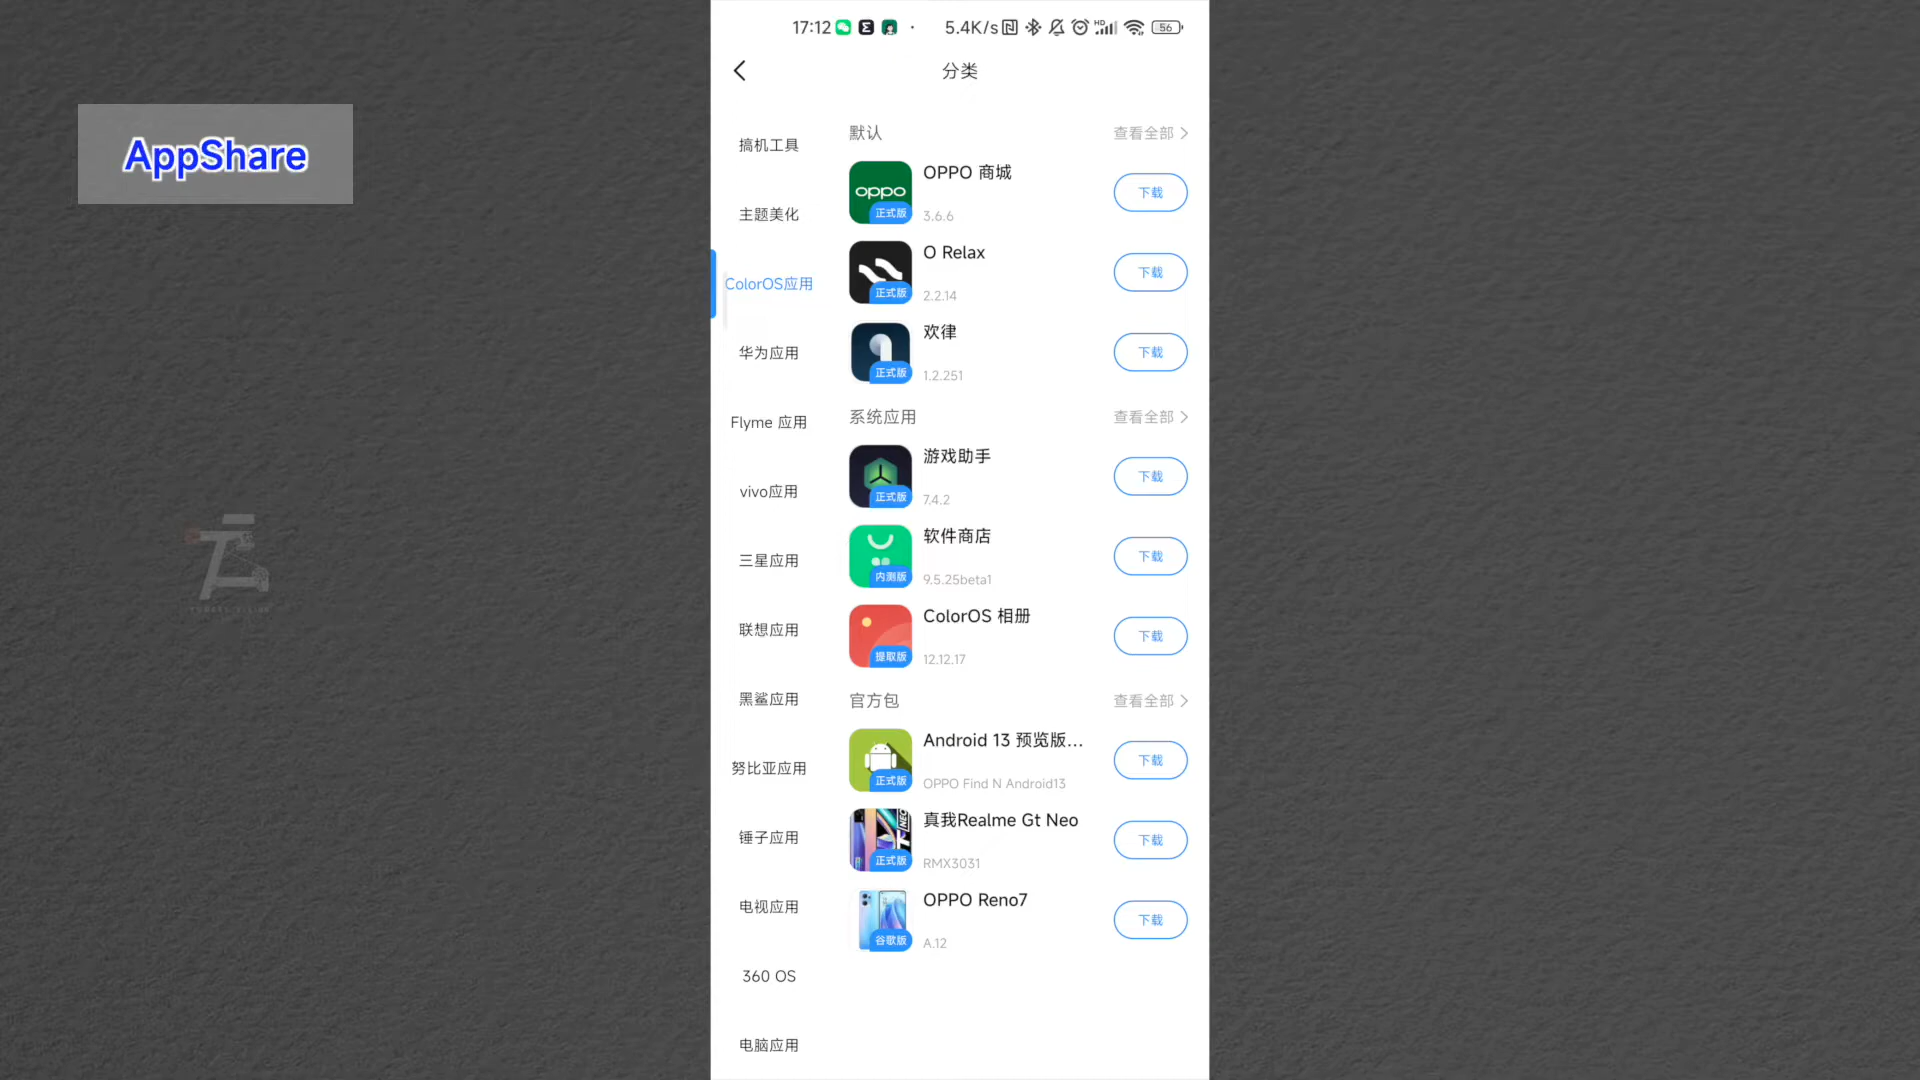 17:12
5.4K/s
HD
56
分类
AppShare
搞机工具
主题美化
ColorOS应用
华为应用
Flyme 应用
vivo应用
三星应用
联想应用
黑鲨应用
努比亚应用
锤子应用
电视应用
360 OS
电脑应用
默认
查看全部
oppo
正式版
OPPO 商城
3.6.6
下载
正式版
O Relax
2.2.14
下载
正式版
欢律
1.2.251
下载
系统应用
查看全部
正式版
游戏助手
7.4.2
下载
内测版
软件商店
9.5.25beta1
下载
提取版
ColorOS 相册
12.12.17
下载
官方包
查看全部
正式版
Android 13 预览版...
OPPO Find N Android13
下载
正式版
真我Realme Gt Neo
RMX3031
下载
谷歌版
OPPO Reno7
A.12
下载